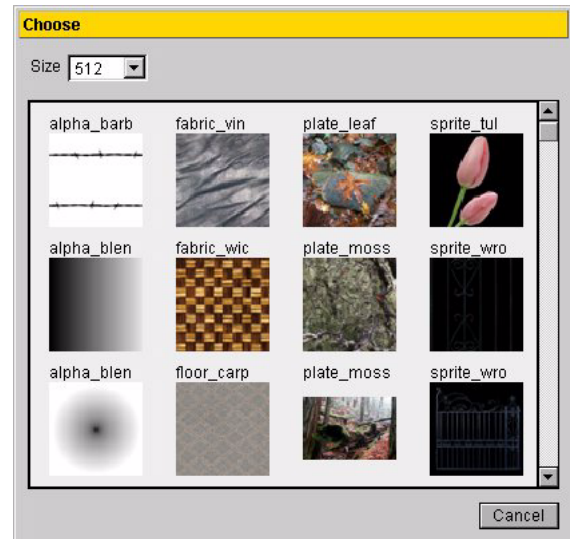 Choose
Size 512
alpha_barb fabric_vin plate_leaf sprite_tul
alpha_blen fabric_wic plate_moss sprite_wro
alpha_blen floor_carp plate_moss sprite_wro
Cancel